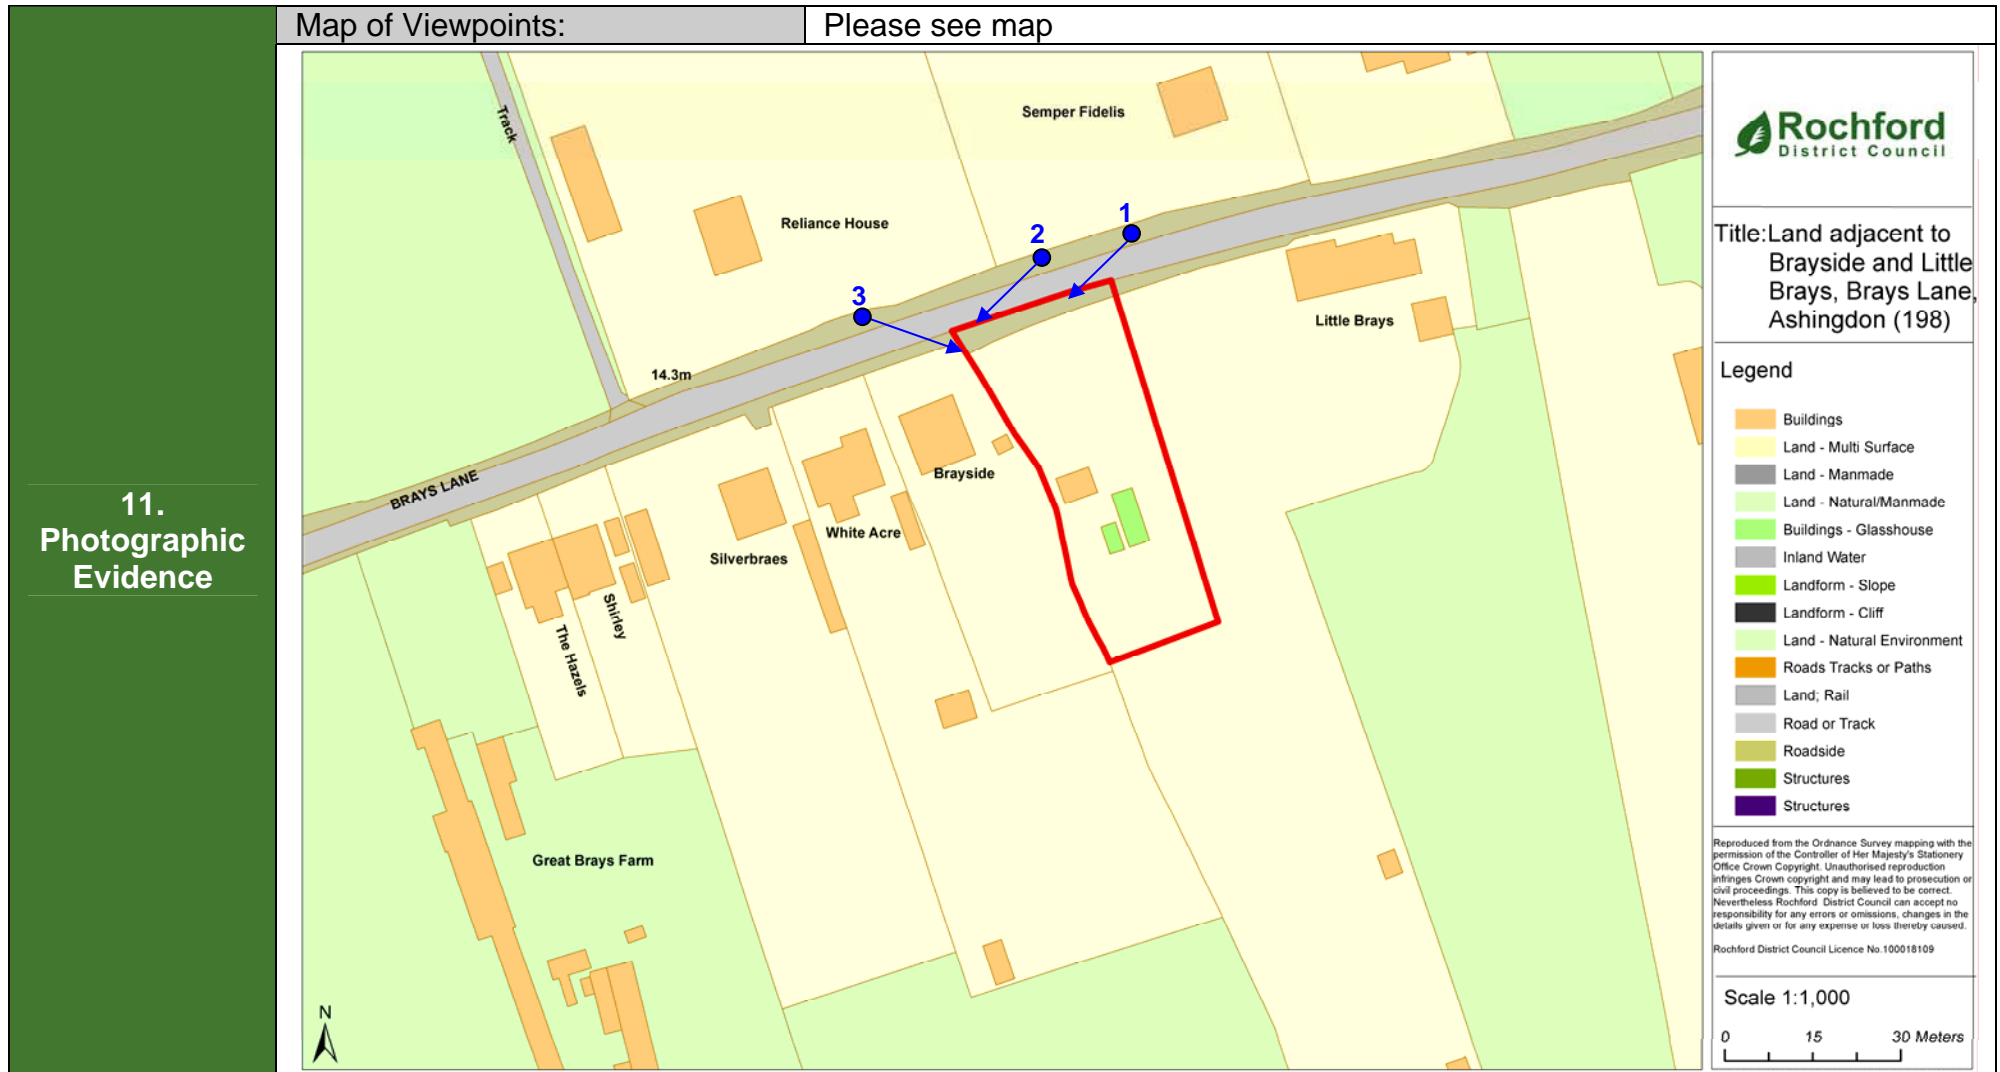 Map of Viewpoints:
Please see map
11.
Photographic
Evidence
Track
Semper Fidelis
Reliance House
1
2
3
14.3m
BRAYS LANE
Little Brays
Brayside
White Acre
Silverbraes
Shirley
The Hazels
Great Brays Farm
N
Rochford
District Council
Title:Land adjacent to
Brayside and Little
Brays, Brays Lane,
Ashingdon (198)
Legend
Buildings
Land - Multi Surface
Land - Manmade
Land - Natural/Manmade
Buildings - Glasshouse
Inland Water
Landform - Slope
Landform - Cliff
Land - Natural Environment
Roads Tracks or Paths
Land; Rail
Road or Track
Roadside
Structures
Structures
Reproduced from the Ordnance Survey mapping with the
permission of the Controller of Her Majesty's Stationery
Office Crown Copyright. Unauthorised reproduction
infringes Crown copyright and may lead to prosecution or
civil proceedings. This copy is believed to be correct.
Nevertheless Rochford District Council can accept no
responsibility for any errors or omissions, changes in the
details given or for any expense or loss thereby caused.
Rochford District Council Licence No.100018109
Scale 1:1,000
0 15 30 Meters